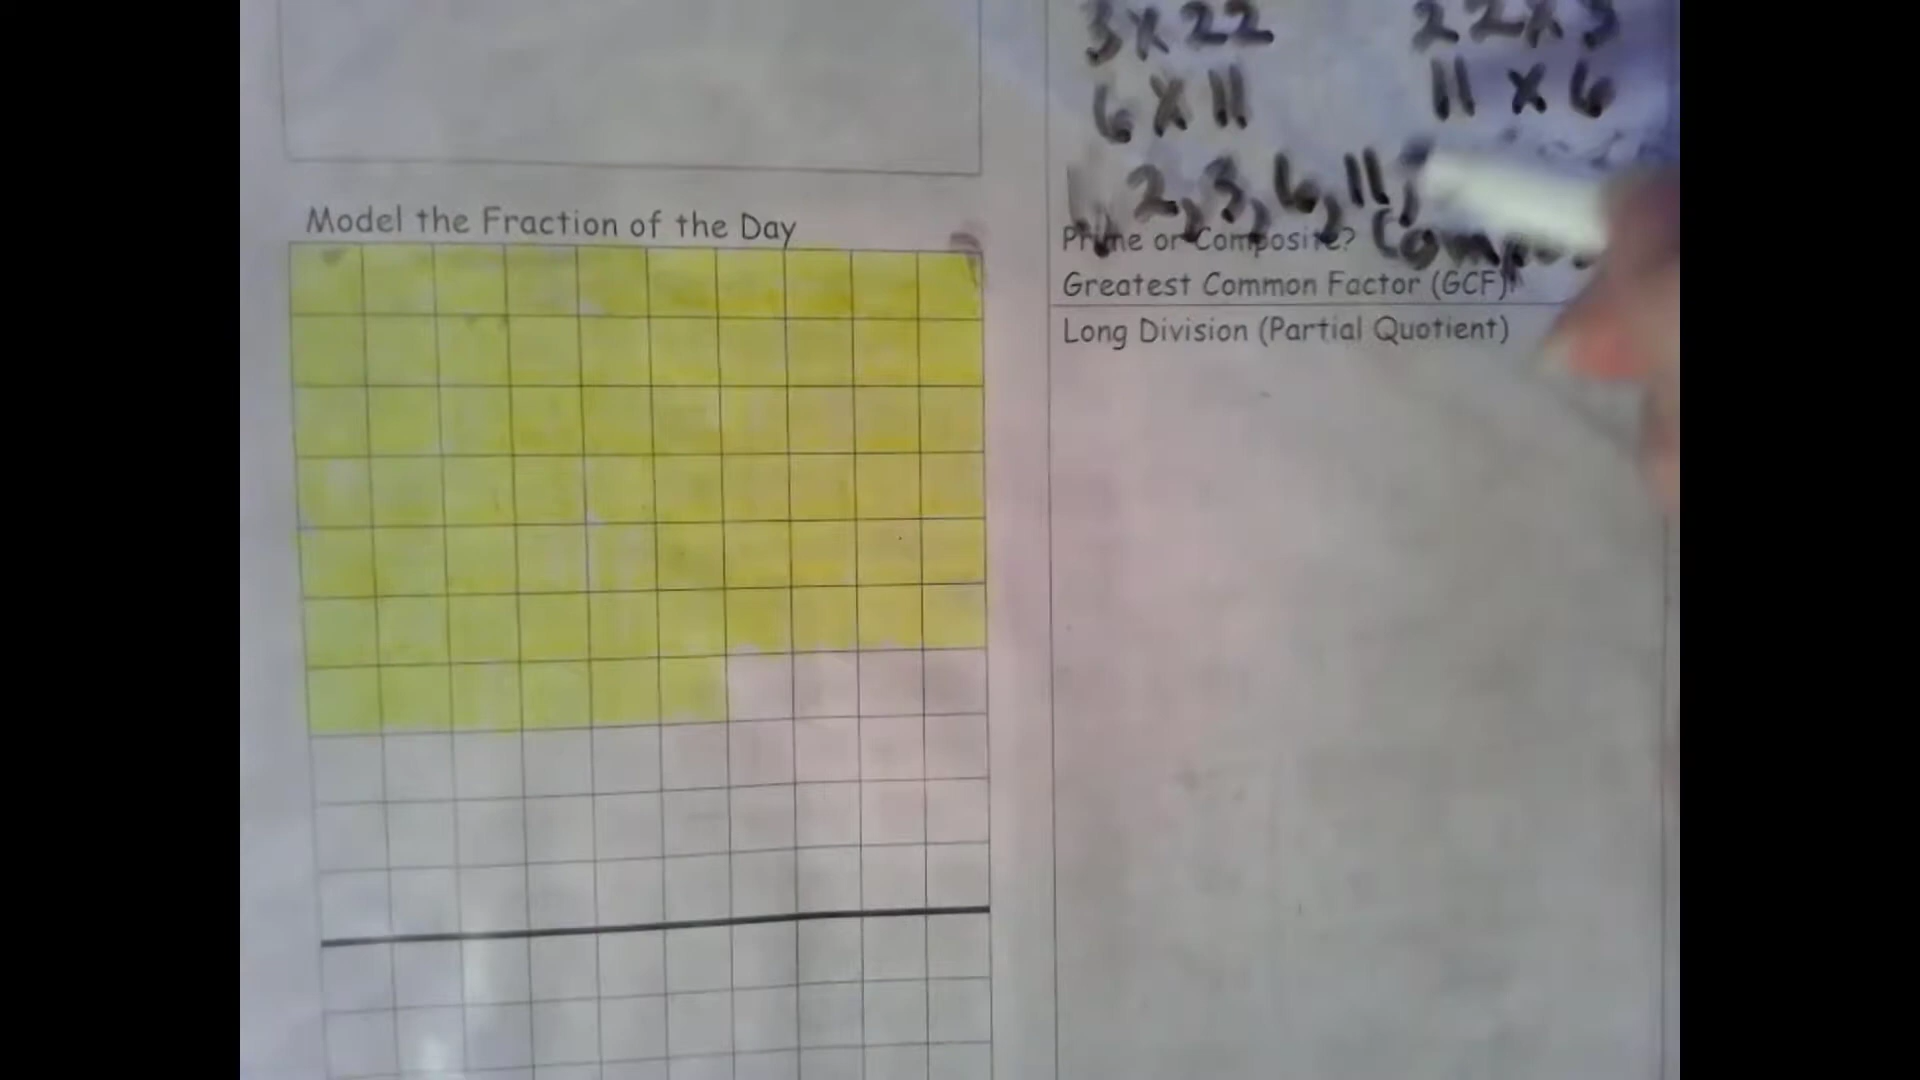 3 x 22 22 x 3
6 x 11 11 x 6
1, 2, 3, 6, 11,
Model the Fraction of the Day
Prime or Composite?
Greatest Common Factor (GCF)
Long Division (Partial Quotient)